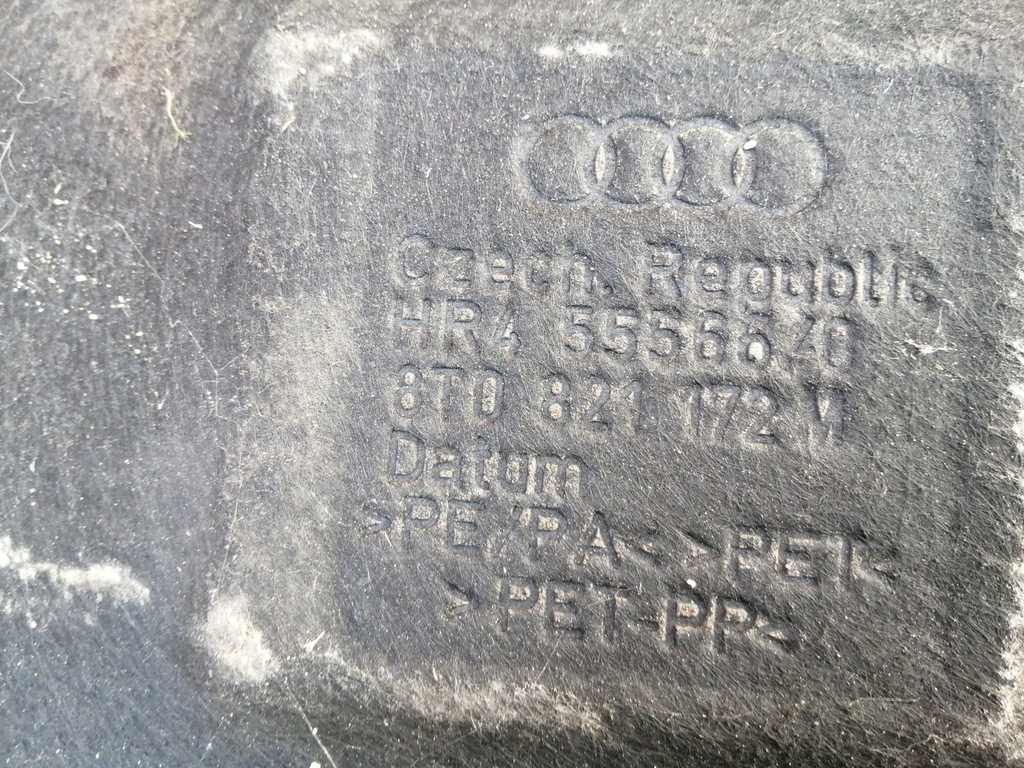 Czech. Republic
HR4 55566/40
8T0 821 172 M
Datum
>PE/PA< >PET<
>PET-PP<